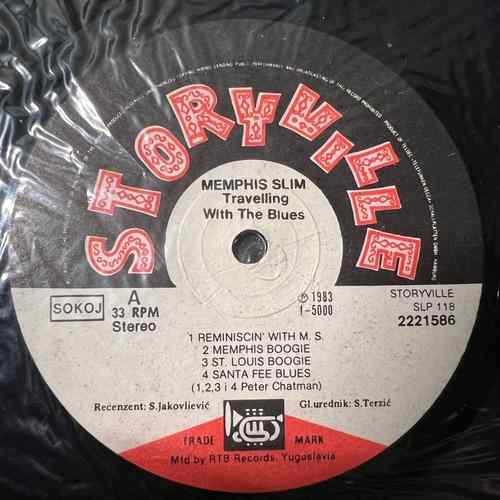 STORYVILLE
MEMPHIS SLIM
Travelling
With The Blues
SOKOJ
A
33 RPM
Stereo
℗ 1983
1-5000
STORYVILLE
SLP 118
2221586
1 REMINISCIN' WITH M. S.
2 MEMPHIS BOOGIE
3 ST. LOUIS BOOGIE
4 SANTA FEE BLUES
(1,2,3 i 4 Peter Chatman)
Recenzent: S.Jakovliević
Gl.urednik: S.Terzić
TRADE MARK
Mfd by RTB Records, Yugoslavia